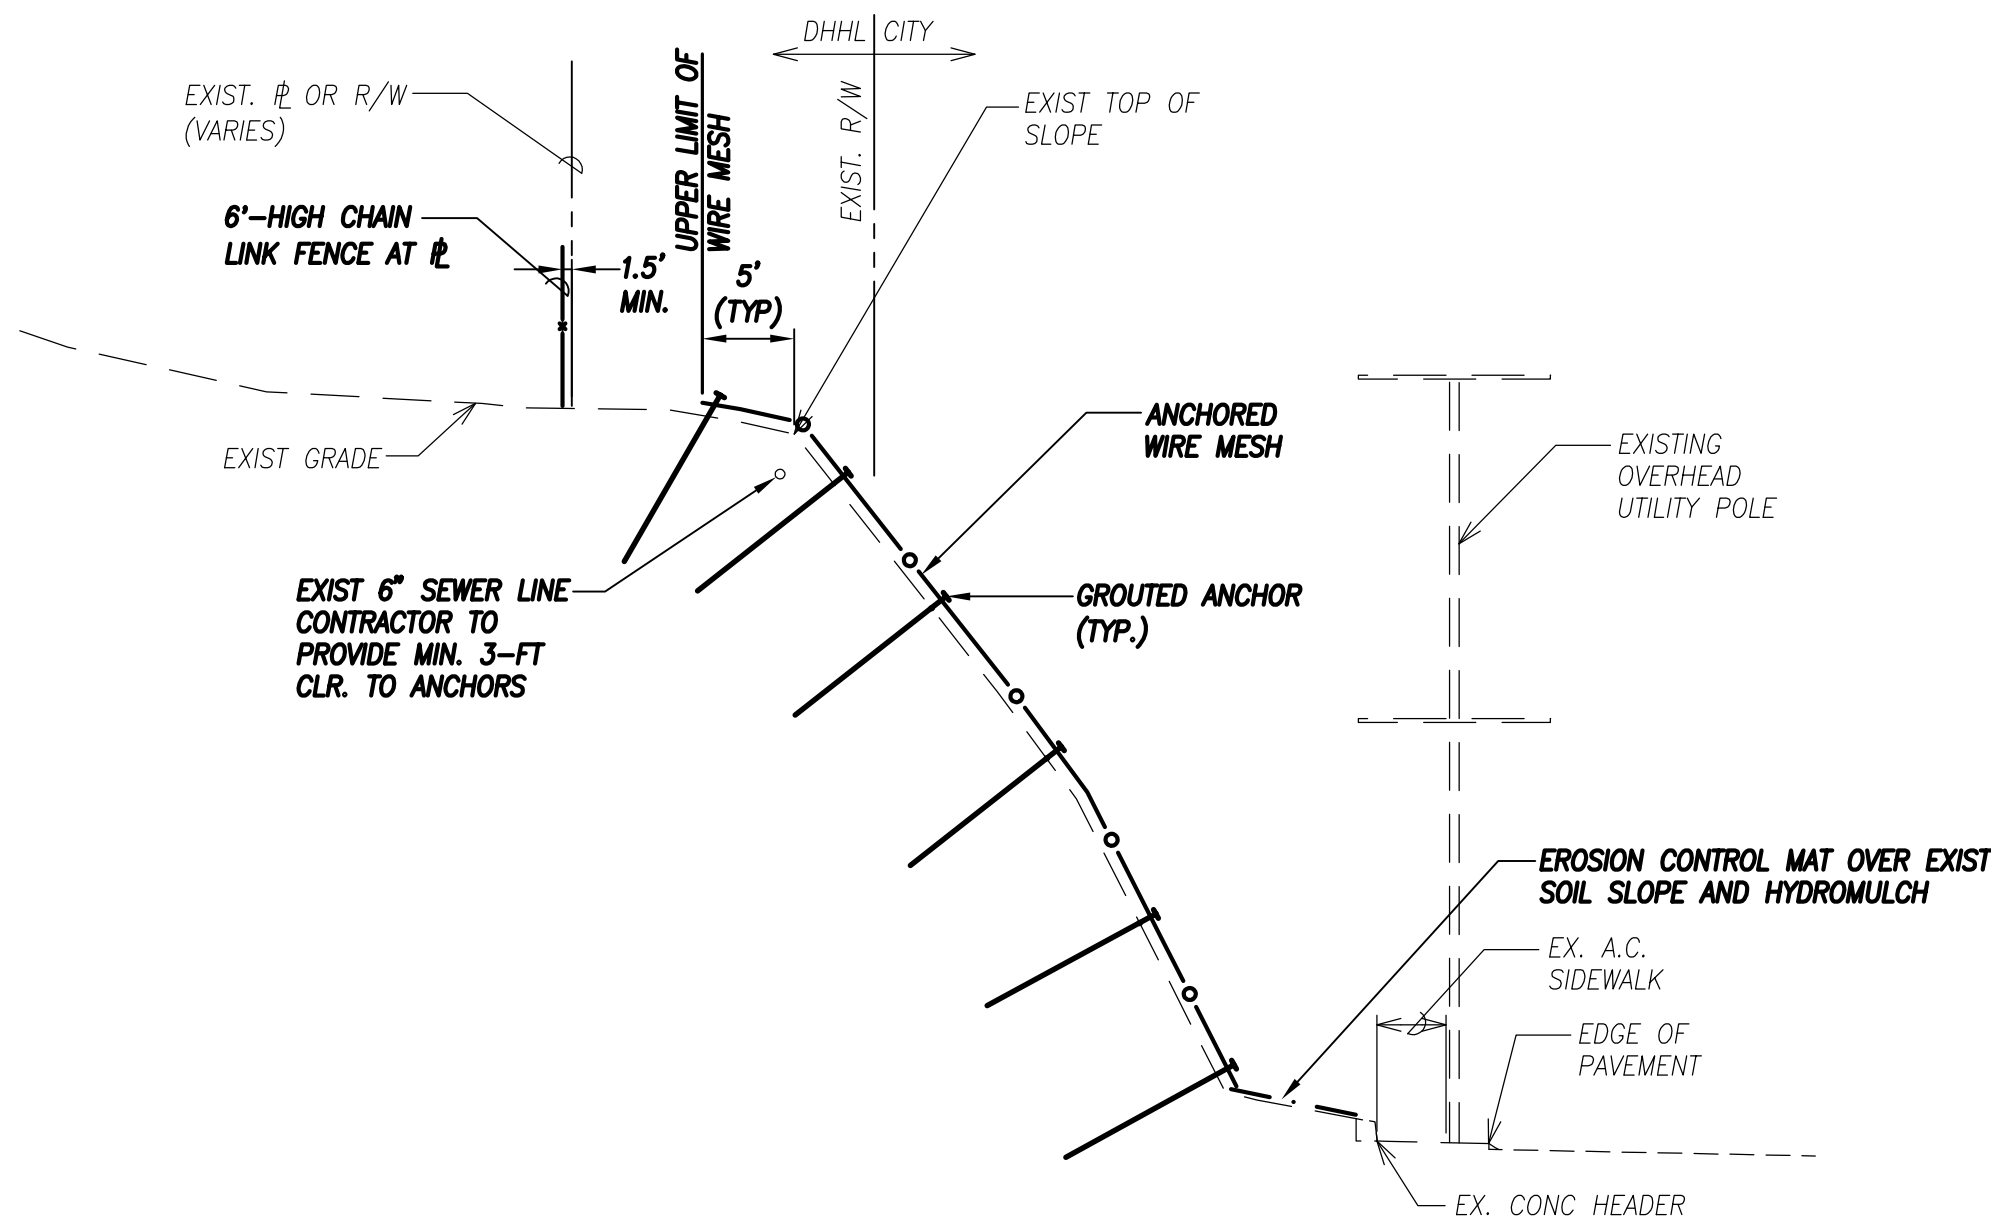 DHHL CITY
EXIST. ⅊ OR R/W
(VARIES)
6'-HIGH CHAIN
LINK FENCE AT ⅊
1.5'
MIN.
UPPER LIMIT OF
WIRE MESH
5'
(TYP)
EXIST. R/W
EXIST TOP OF
SLOPE
EXIST GRADE
ANCHORED
WIRE MESH
EXISTING
OVERHEAD
UTILITY POLE
EXIST 6" SEWER LINE
CONTRACTOR TO
PROVIDE MIN. 3-FT
CLR. TO ANCHORS
GROUTED ANCHOR
(TYP.)
EROSION CONTROL MAT OVER EXIST
SOIL SLOPE AND HYDROMULCH
EX. A.C.
SIDEWALK
EDGE OF
PAVEMENT
EX. CONC HEADER